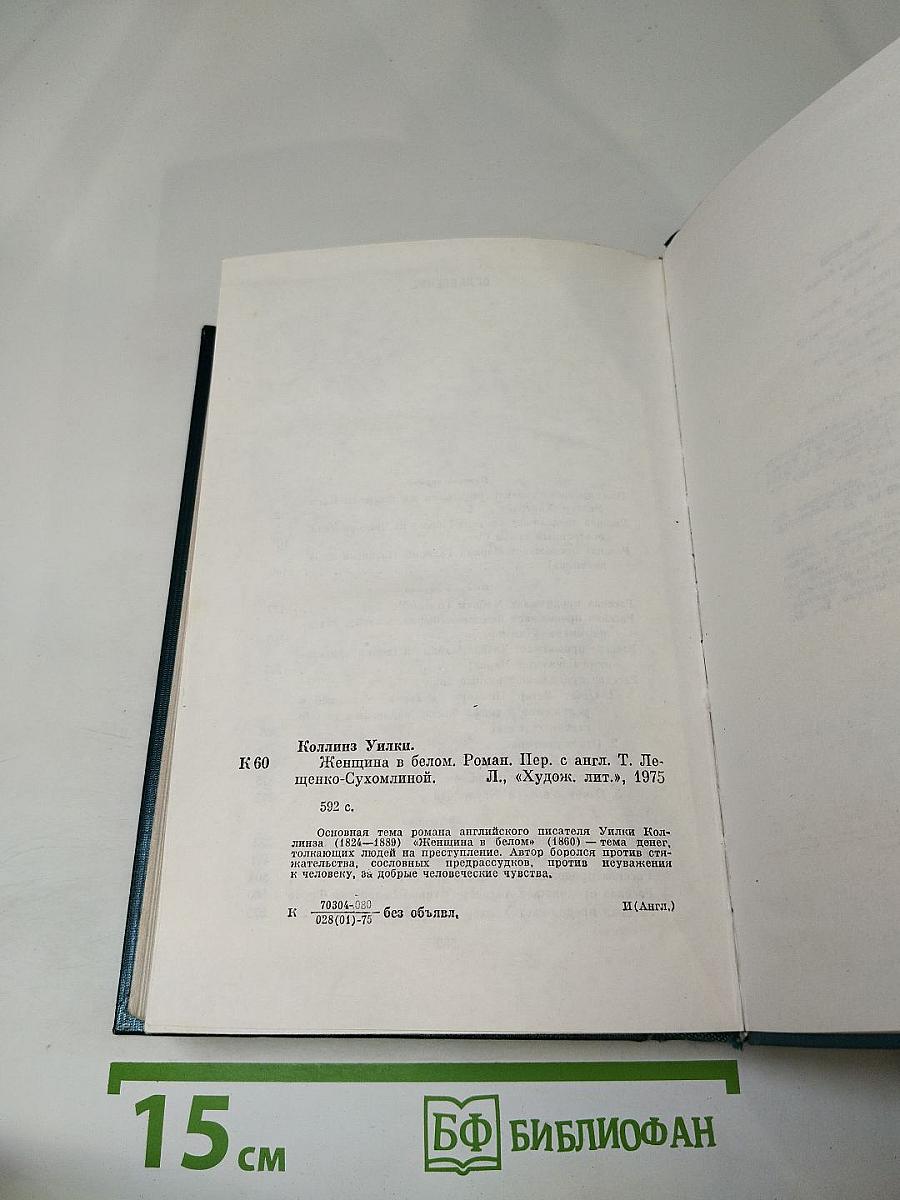 Коллинз Уилки.
К 60 Женщина в белом. Роман. Пер. с англ. Т. Ле-
щенко-Сухомлиной. Л., «Худож. лит.», 1975
592 с.
Основная тема романа английского писателя Уилки Кол-
линза (1824—1889) «Женщина в белом» (1860) — тема денег,
толкающих людей на преступление. Автор боролся против стя-
жательства, сословных предрассудков, против неуважения
к человеку, за добрые человеческие чувства.
К 70304-080 без объявл. И(Англ.)
028(01)-75
15 см
БФ БИБЛИОФАН